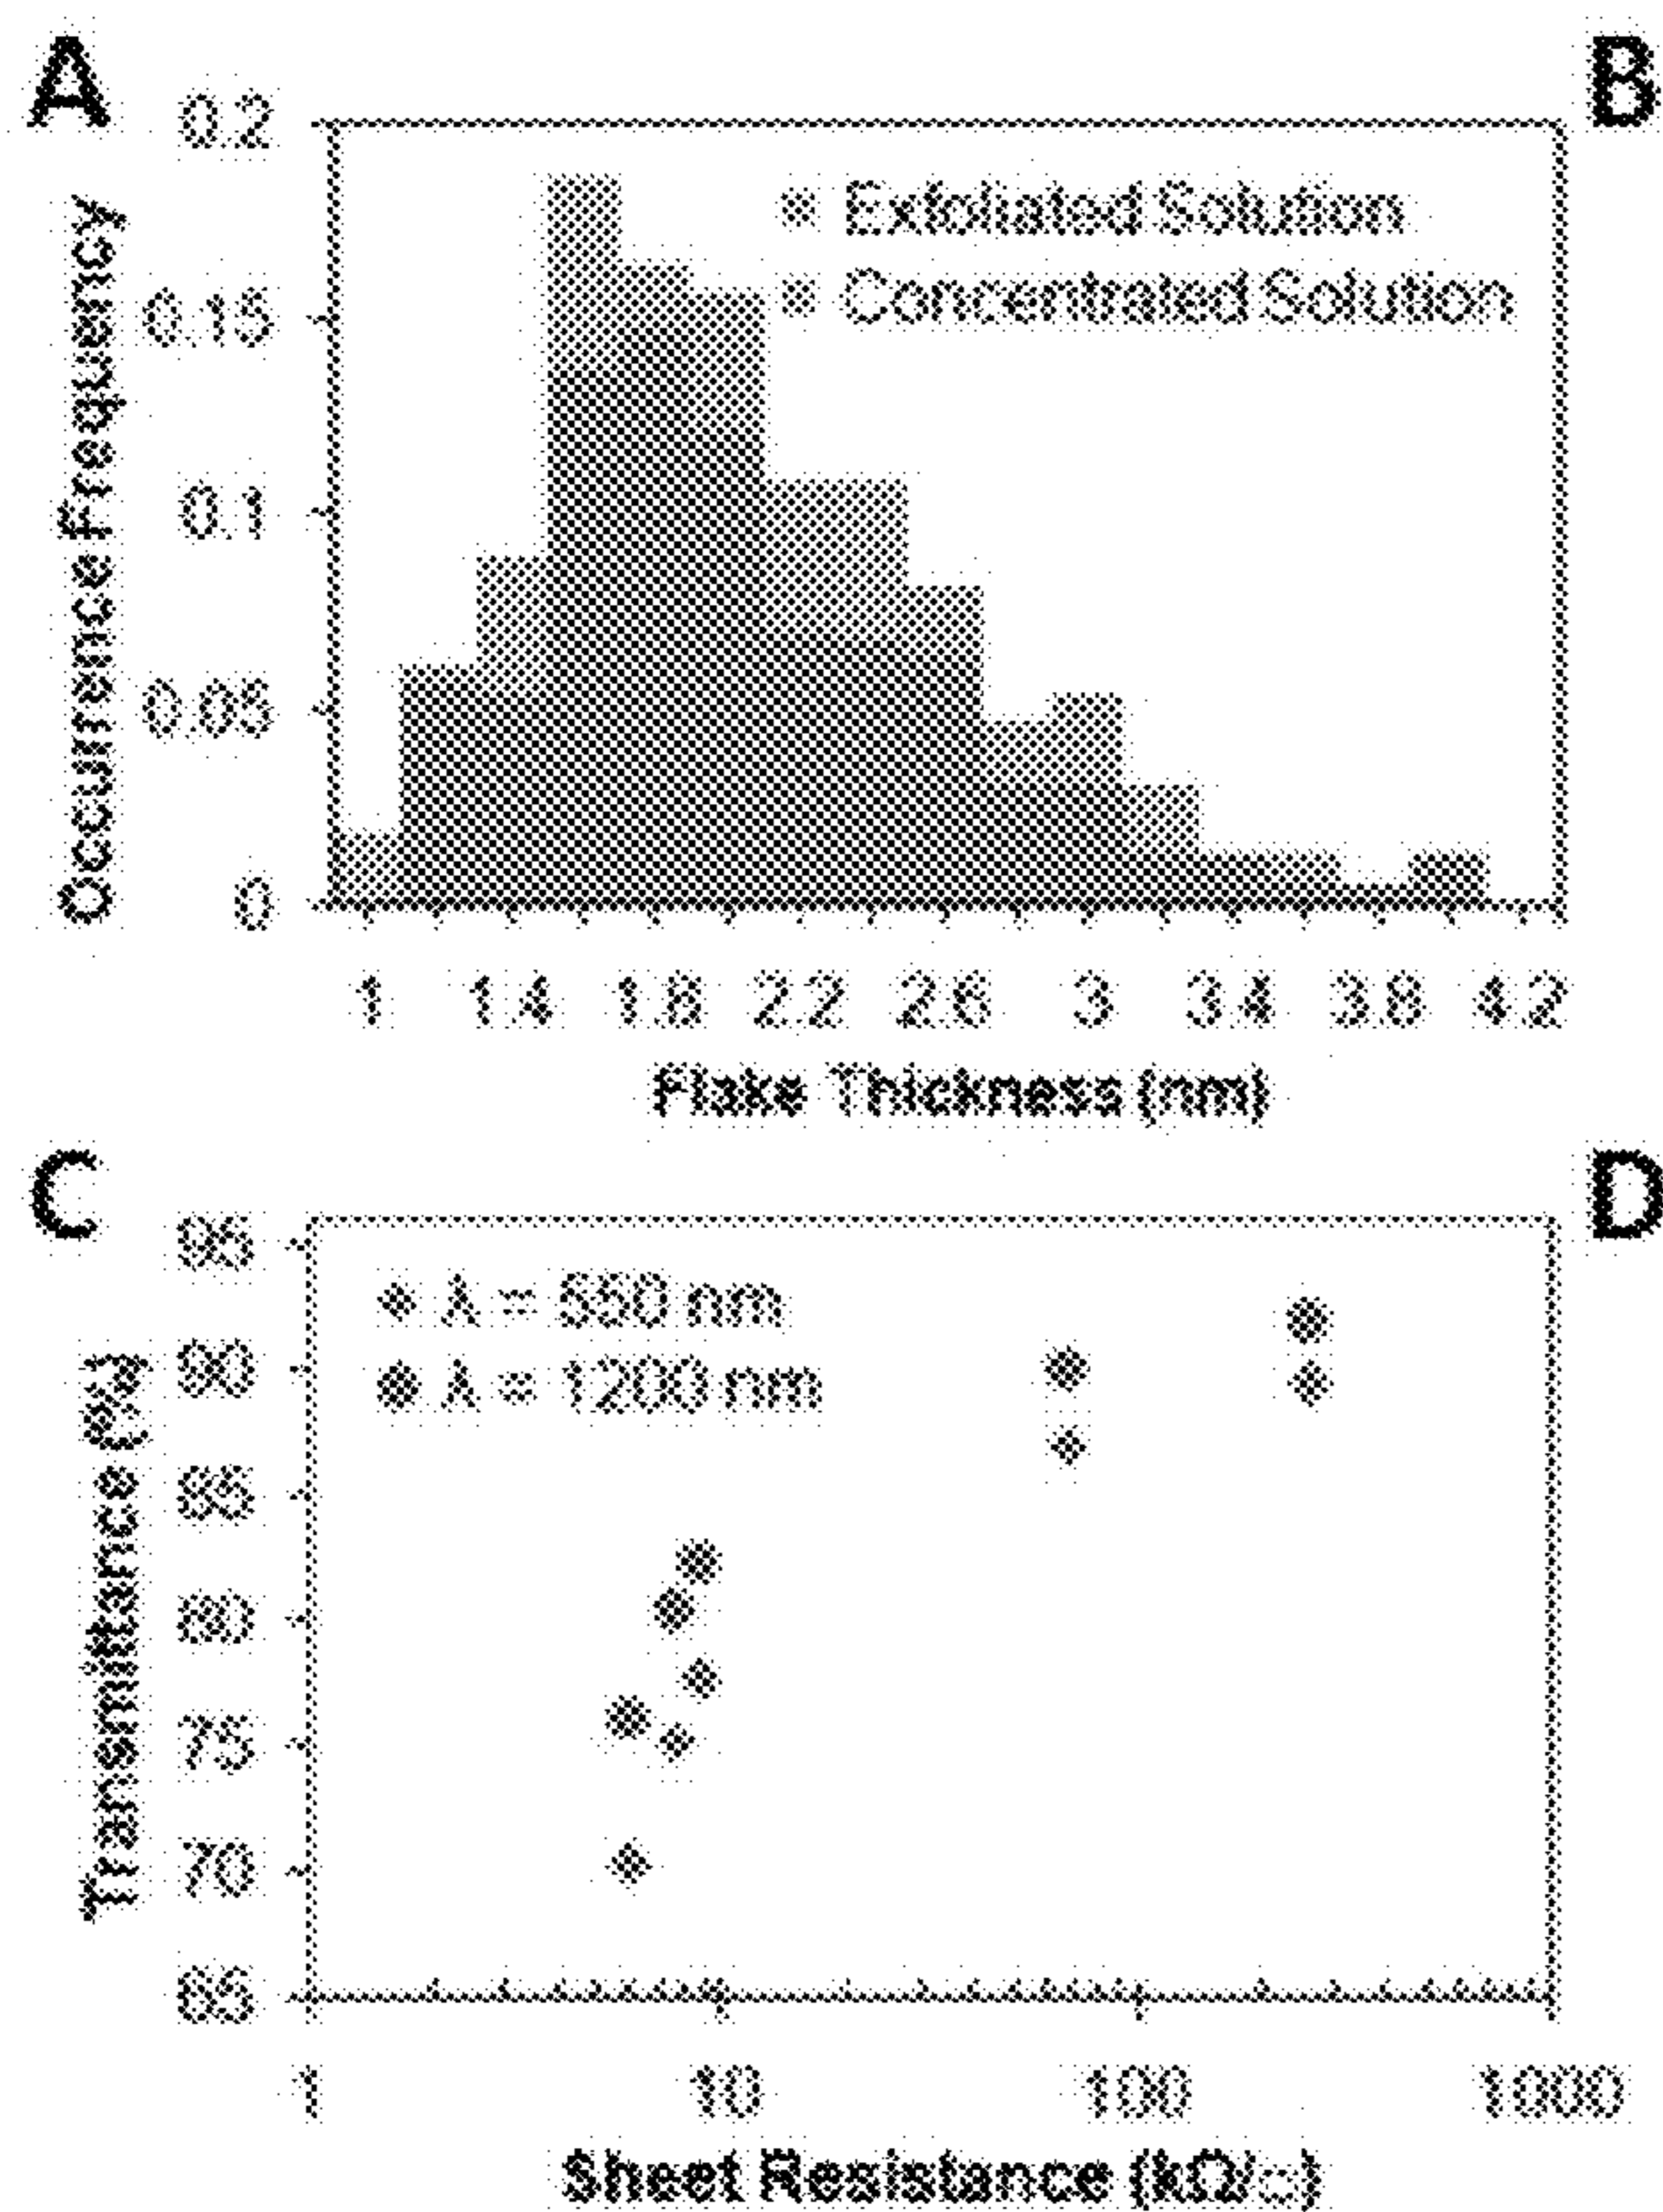 A
B
0.2
0.15
0.1
0.05
0
Occurrence Frequency
Exfoliated Solution
Concentrated Solution
1 1.4 1.8 2.2 2.6 3 3.4 3.8 4.2
Flake Thickness (nm)
C
D
95
90
85
80
75
70
65
Transmittance (%)
λ = 550 nm
λ = 1200 nm
1 10 100 1000
Sheet Resistance (kΩ/□)